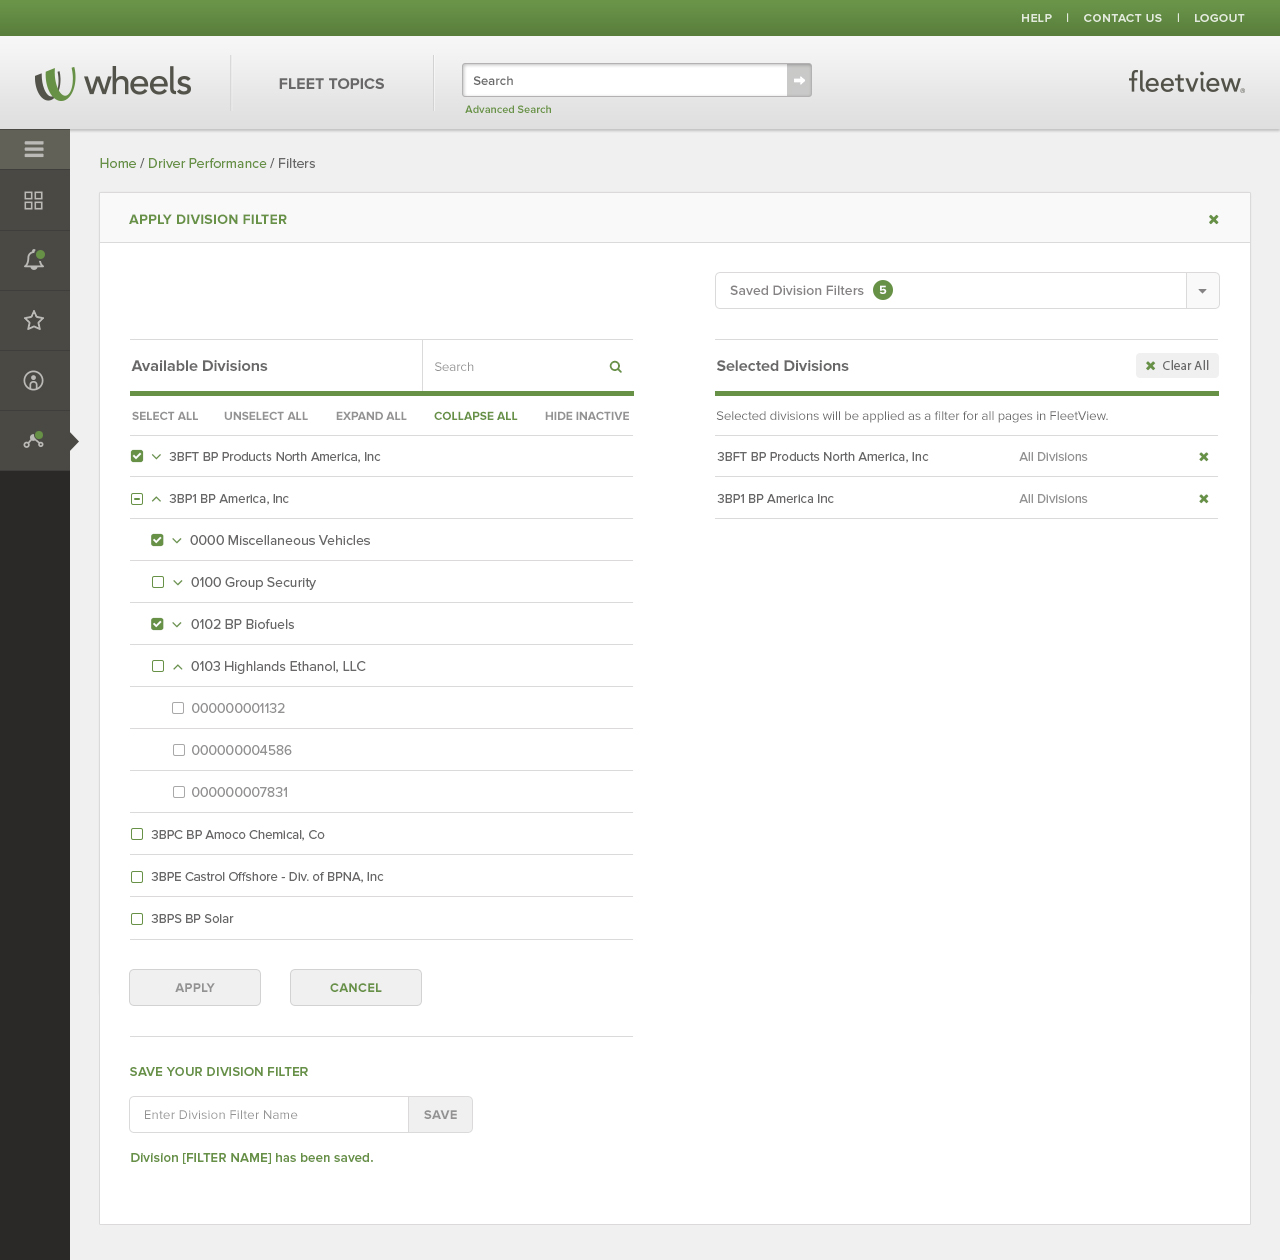 HELP | CONTACT US | LOGOUT
wheels
FLEET TOPICS
Search
Advanced Search
fleetview®
Home / Driver Performance / Filters
APPLY DIVISION FILTER
Saved Division Filters 5
Available Divisions
Search
SELECT ALL UNSELECT ALL EXPAND ALL COLLAPSE ALL HIDE INACTIVE
3BFT BP Products North America, Inc
3BP1 BP America, Inc
0000 Miscellaneous Vehicles
0100 Group Security
0102 BP Biofuels
0103 Highlands Ethanol, LLC
000000001132
000000004586
000000007831
3BPC BP Amoco Chemical, Co
3BPE Castrol Offshore - Div. of BPNA, Inc
3BPS BP Solar
Selected Divisions
Clear All
Selected divisions will be applied as a filter for all pages in FleetView.
3BFT BP Products North America, Inc All Divisions
3BP1 BP America Inc All Divisions
APPLY CANCEL
SAVE YOUR DIVISION FILTER
Enter Division Filter Name SAVE
Division [FILTER NAME] has been saved.